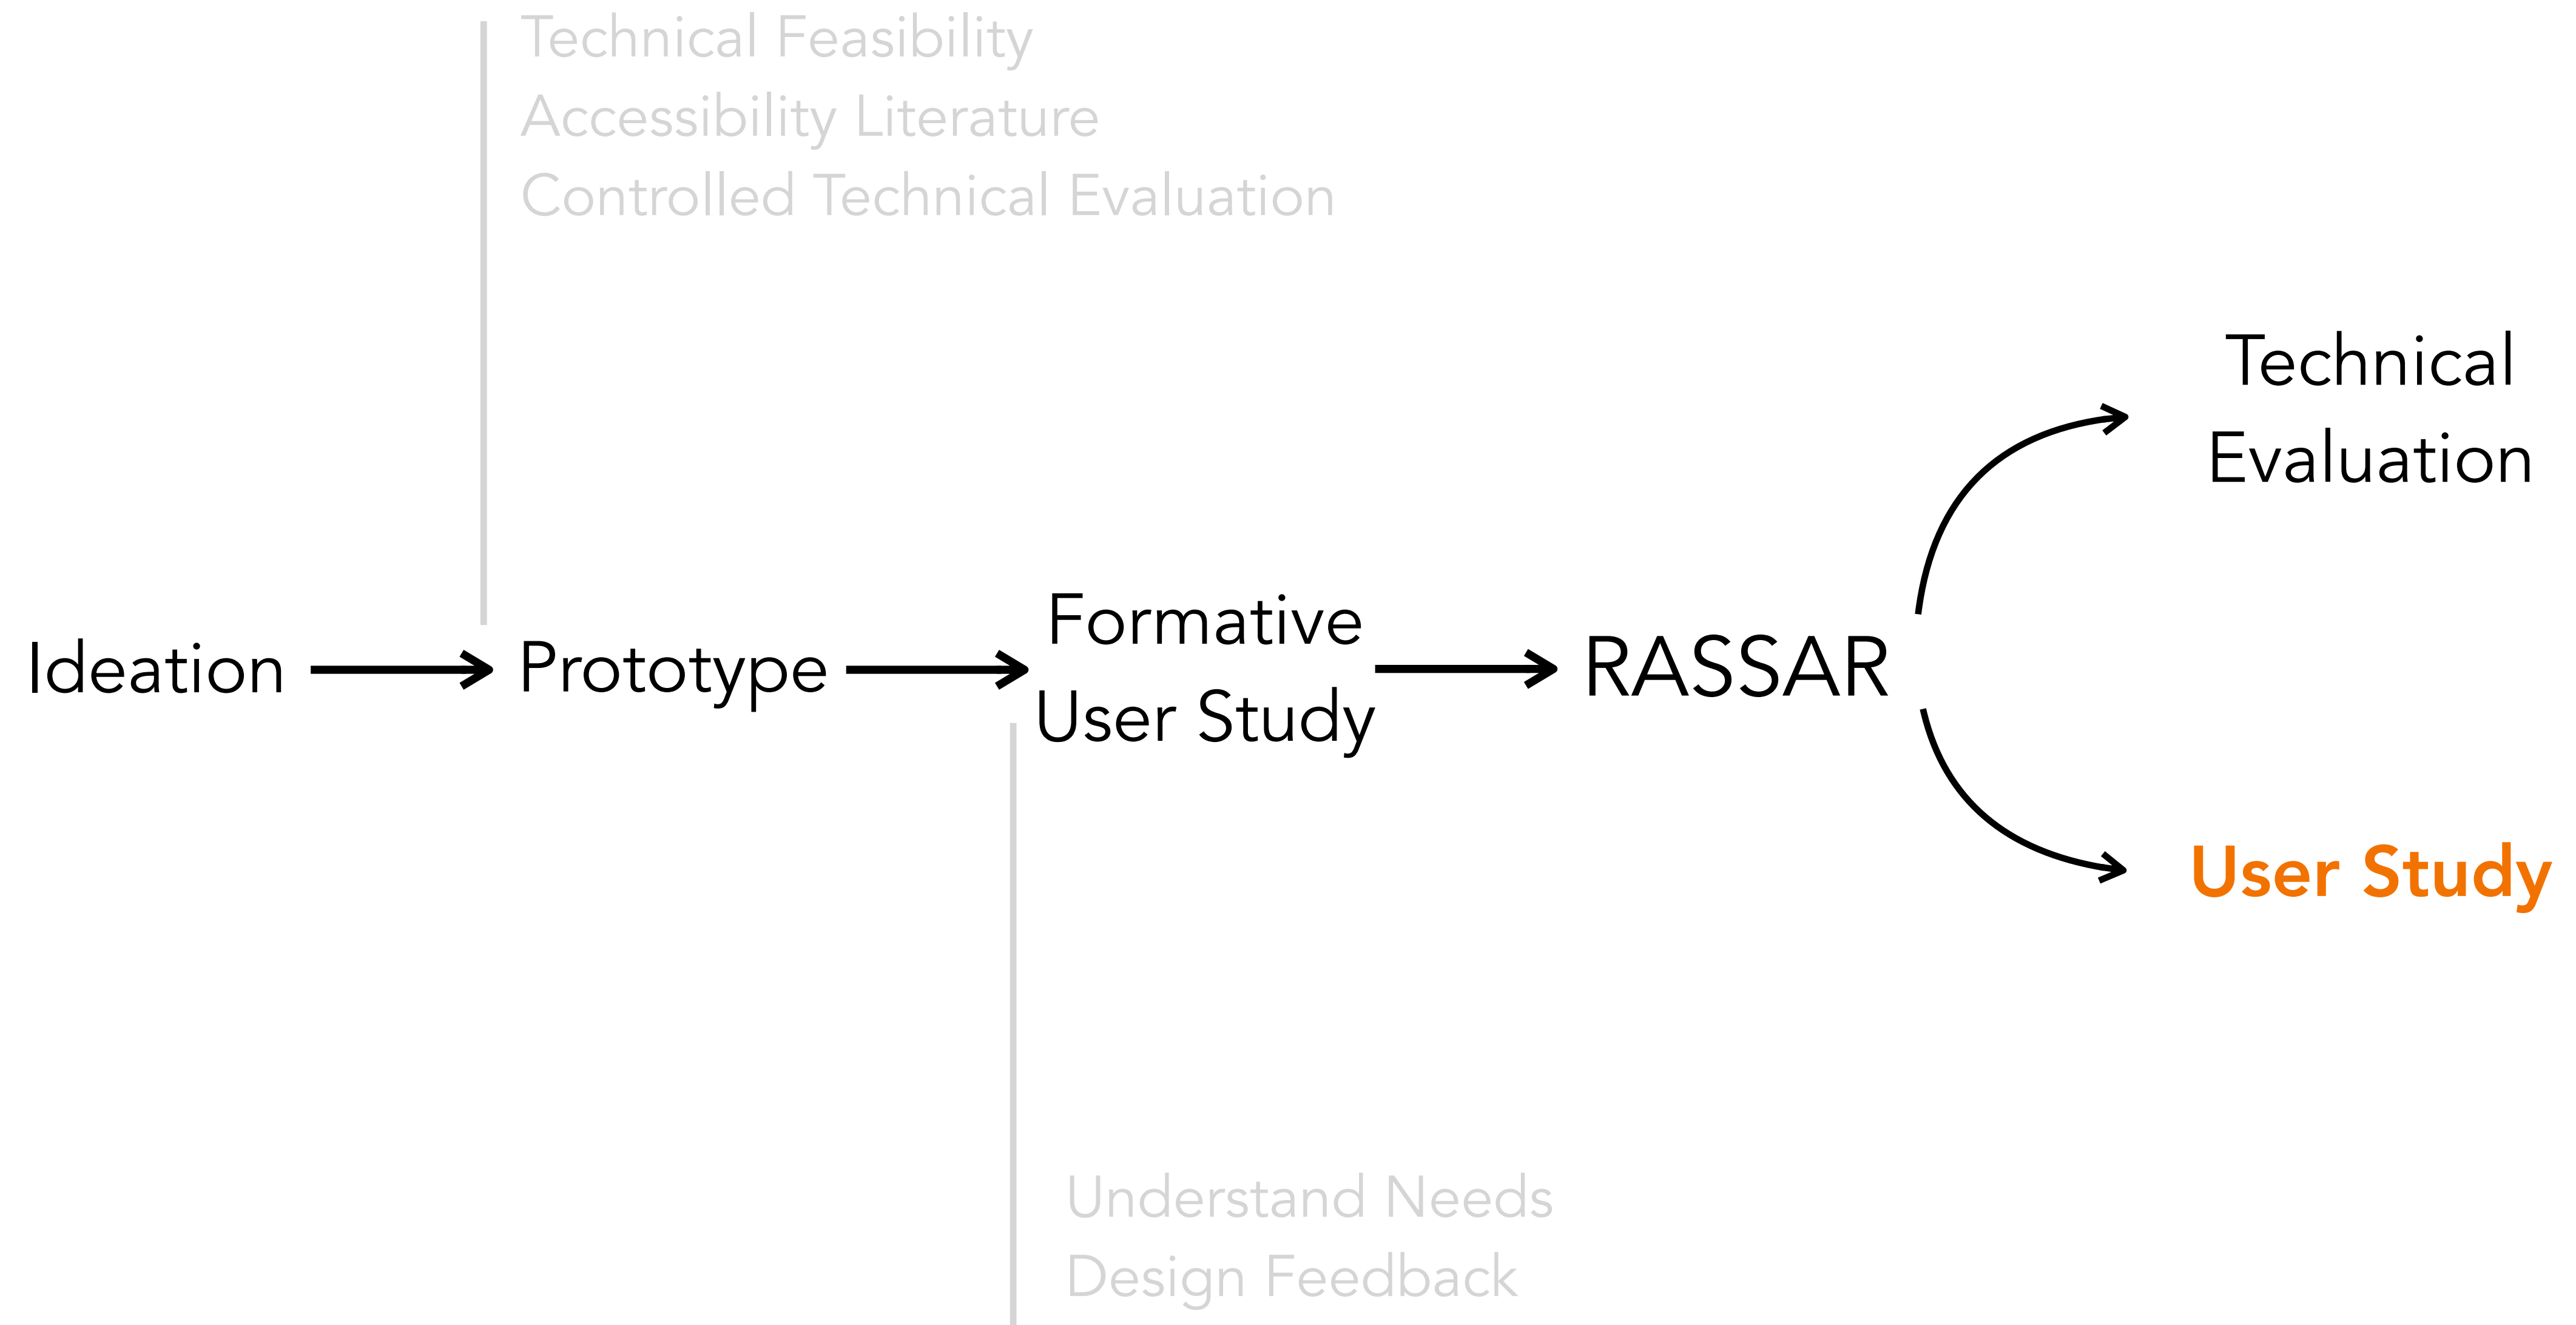 Technical Feasibility
Accessibility Literature
Controlled Technical Evaluation
Ideation
Prototype
Formative
User Study
RASSAR
Technical
Evaluation
User Study
Understand Needs
Design Feedback